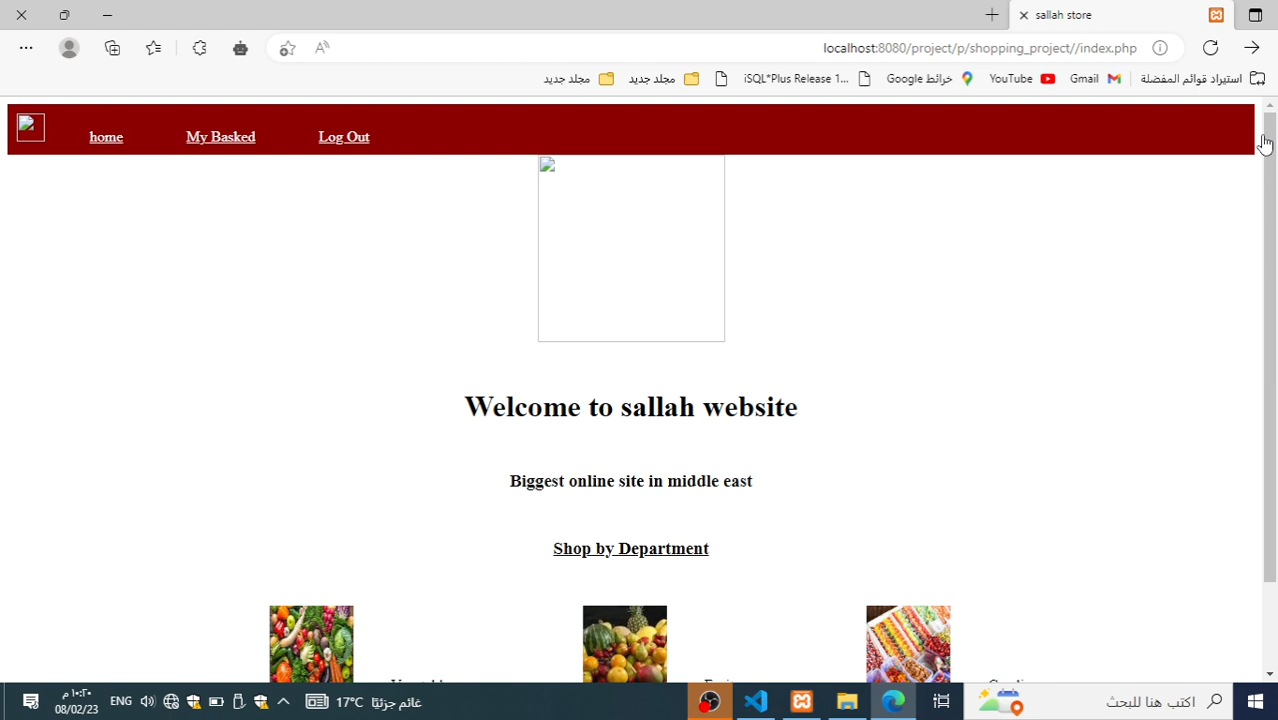 sallah store
localhost:8080/project/p/shopping_project//index.php
استيراد قوائم المفضلة
Gmail
YouTube
خرائط Google
iSQL*Plus Release 1...
مجلد جديد
مجلد جديد
home
My Basked
Log Out
Welcome to sallah website
Biggest online site in middle east
Shop by Department
١٠:٢٠ م
08/02/23
ENG
17°C غائم جزئيًا
اكتب هنا للبحث